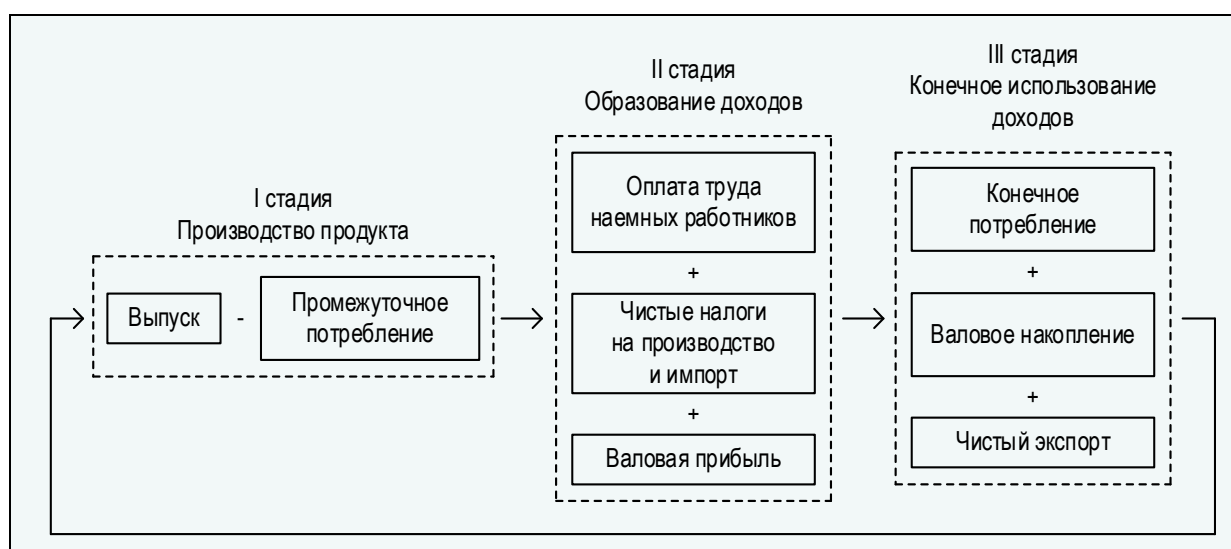 I стадия
Производство продукта
Выпуск
-
Промежуточное
потребление
II стадия
Образование доходов
Оплата труда
наемных работников
+
Чистые налоги
на производство
и импорт
+
Валовая прибыль
III стадия
Конечное использование
доходов
Конечное
потребление
+
Валовое накопление
+
Чистый экспорт